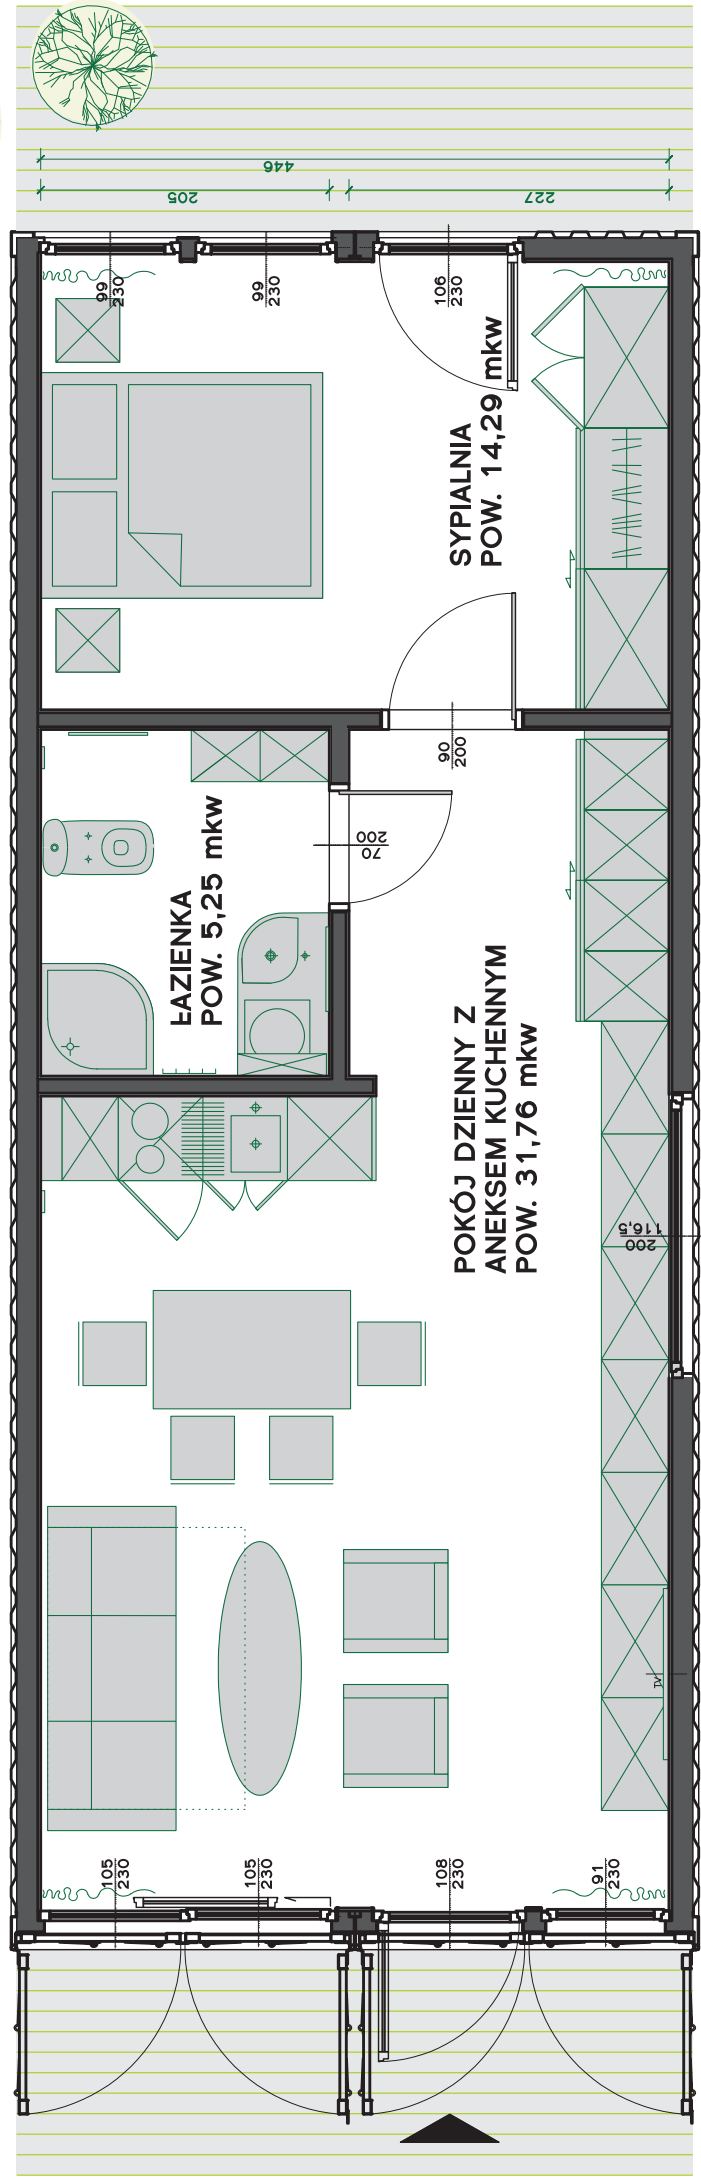 446
205
227
99
230
99
230
106
230
SYPIALNIA
POW. 14,29 mkw
90
200
70
200
ŁAZIENKA
POW. 5,25 mkw
POKÓJ DZIENNY Z
ANEKSEM KUCHENNYM
POW. 31,76 mkw
116,5
200
TV
105
230
105
230
108
230
91
230